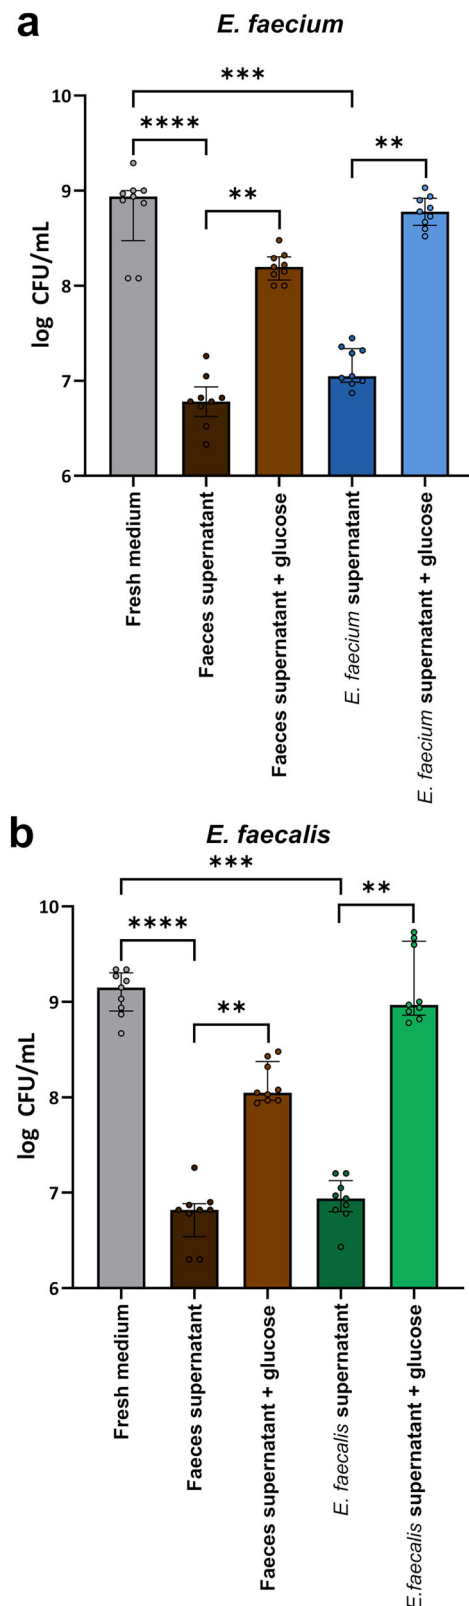 a
E. faecium
***
****
**
**
10
9
8
7
6
log CFU/mL
Fresh medium
Faeces supernatant
Faeces supernatant + glucose
E. faecium supernatant
E. faecium supernatant + glucose
b
E. faecalis
***
**
****
**
10
9
8
7
6
log CFU/mL
Fresh medium
Faeces supernatant
Faeces supernatant + glucose
E. faecalis supernatant
E.faecalis supernatant + glucose